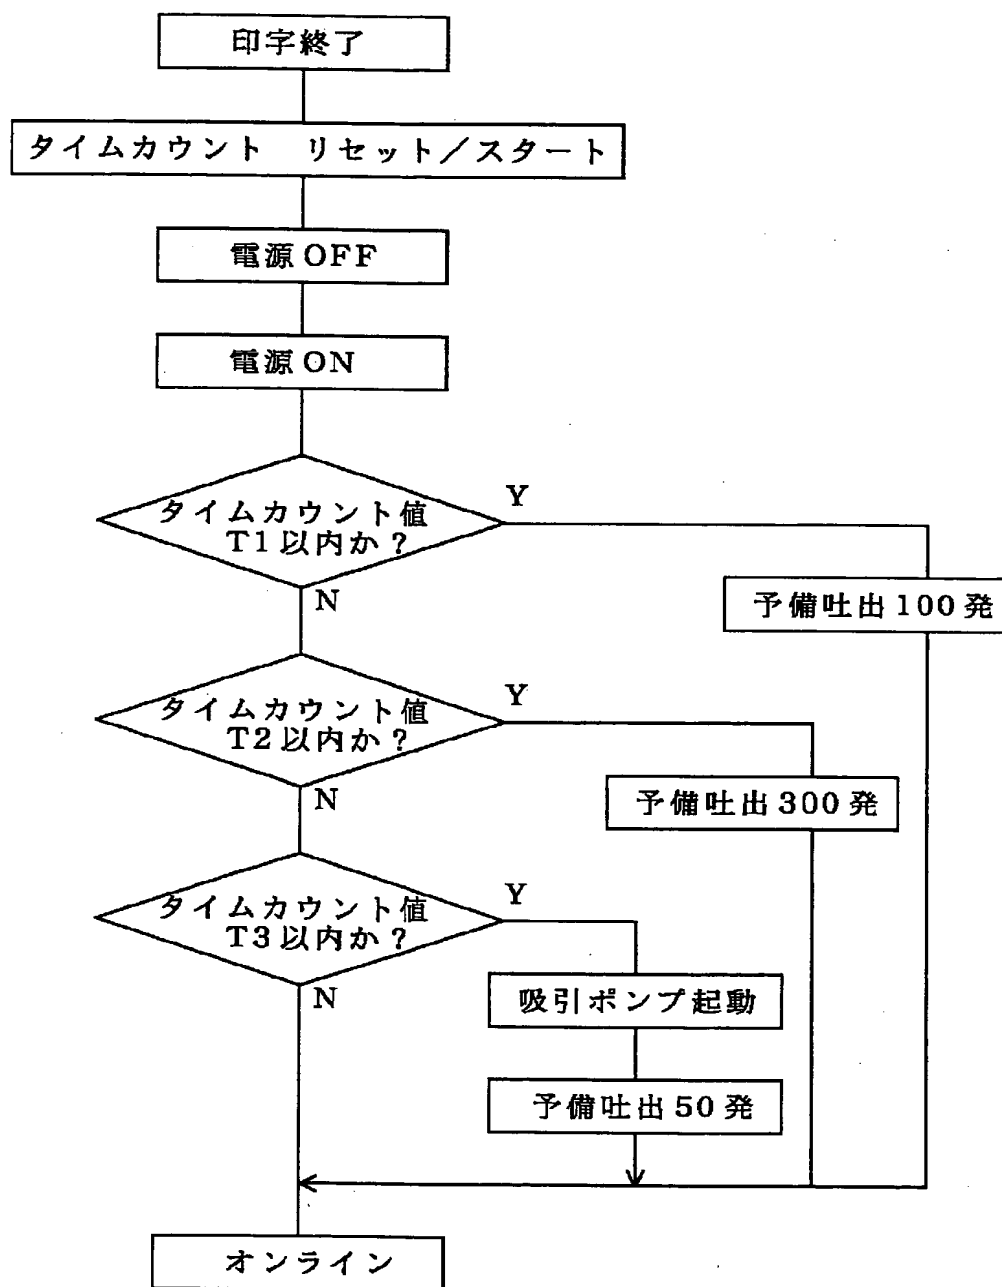 印字終了
タイムカウント　リセット／スタート
電源OFF
電源ON
タイムカウント値
T1以内か？
Y
N
予備吐出100発
タイムカウント値
T2以内か？
Y
N
予備吐出300発
タイムカウント値
T3以内か？
Y
N
吸引ポンプ起動
予備吐出50発
オンライン